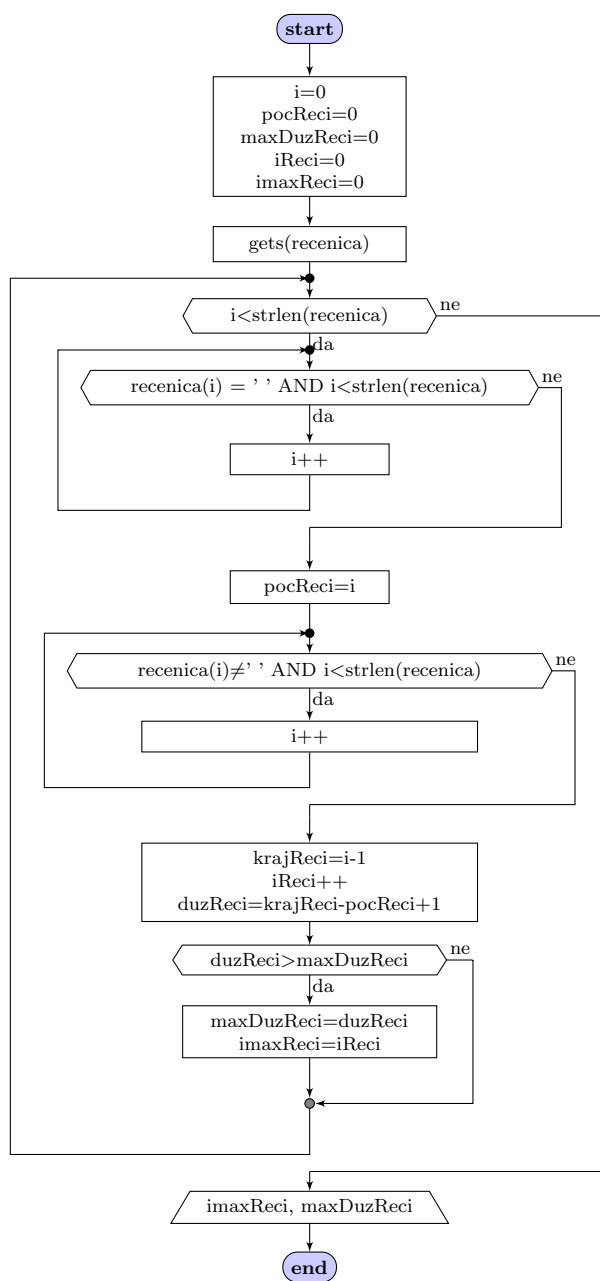 start
i=0
pocReci=0
maxDuzReci=0
iReci=0
imaxReci=0
gets(recenica)
i<strlen(recenica)
ne
da
recenica(i) = ' ' AND i<strlen(recenica)
ne
da
i++
pocReci=i
recenica(i)≠' ' AND i<strlen(recenica)
ne
da
i++
krajReci=i-1
iReci++
duzReci=krajReci-pocReci+1
duzReci>maxDuzReci
ne
da
maxDuzReci=duzReci
imaxReci=iReci
imaxReci, maxDuzReci
end